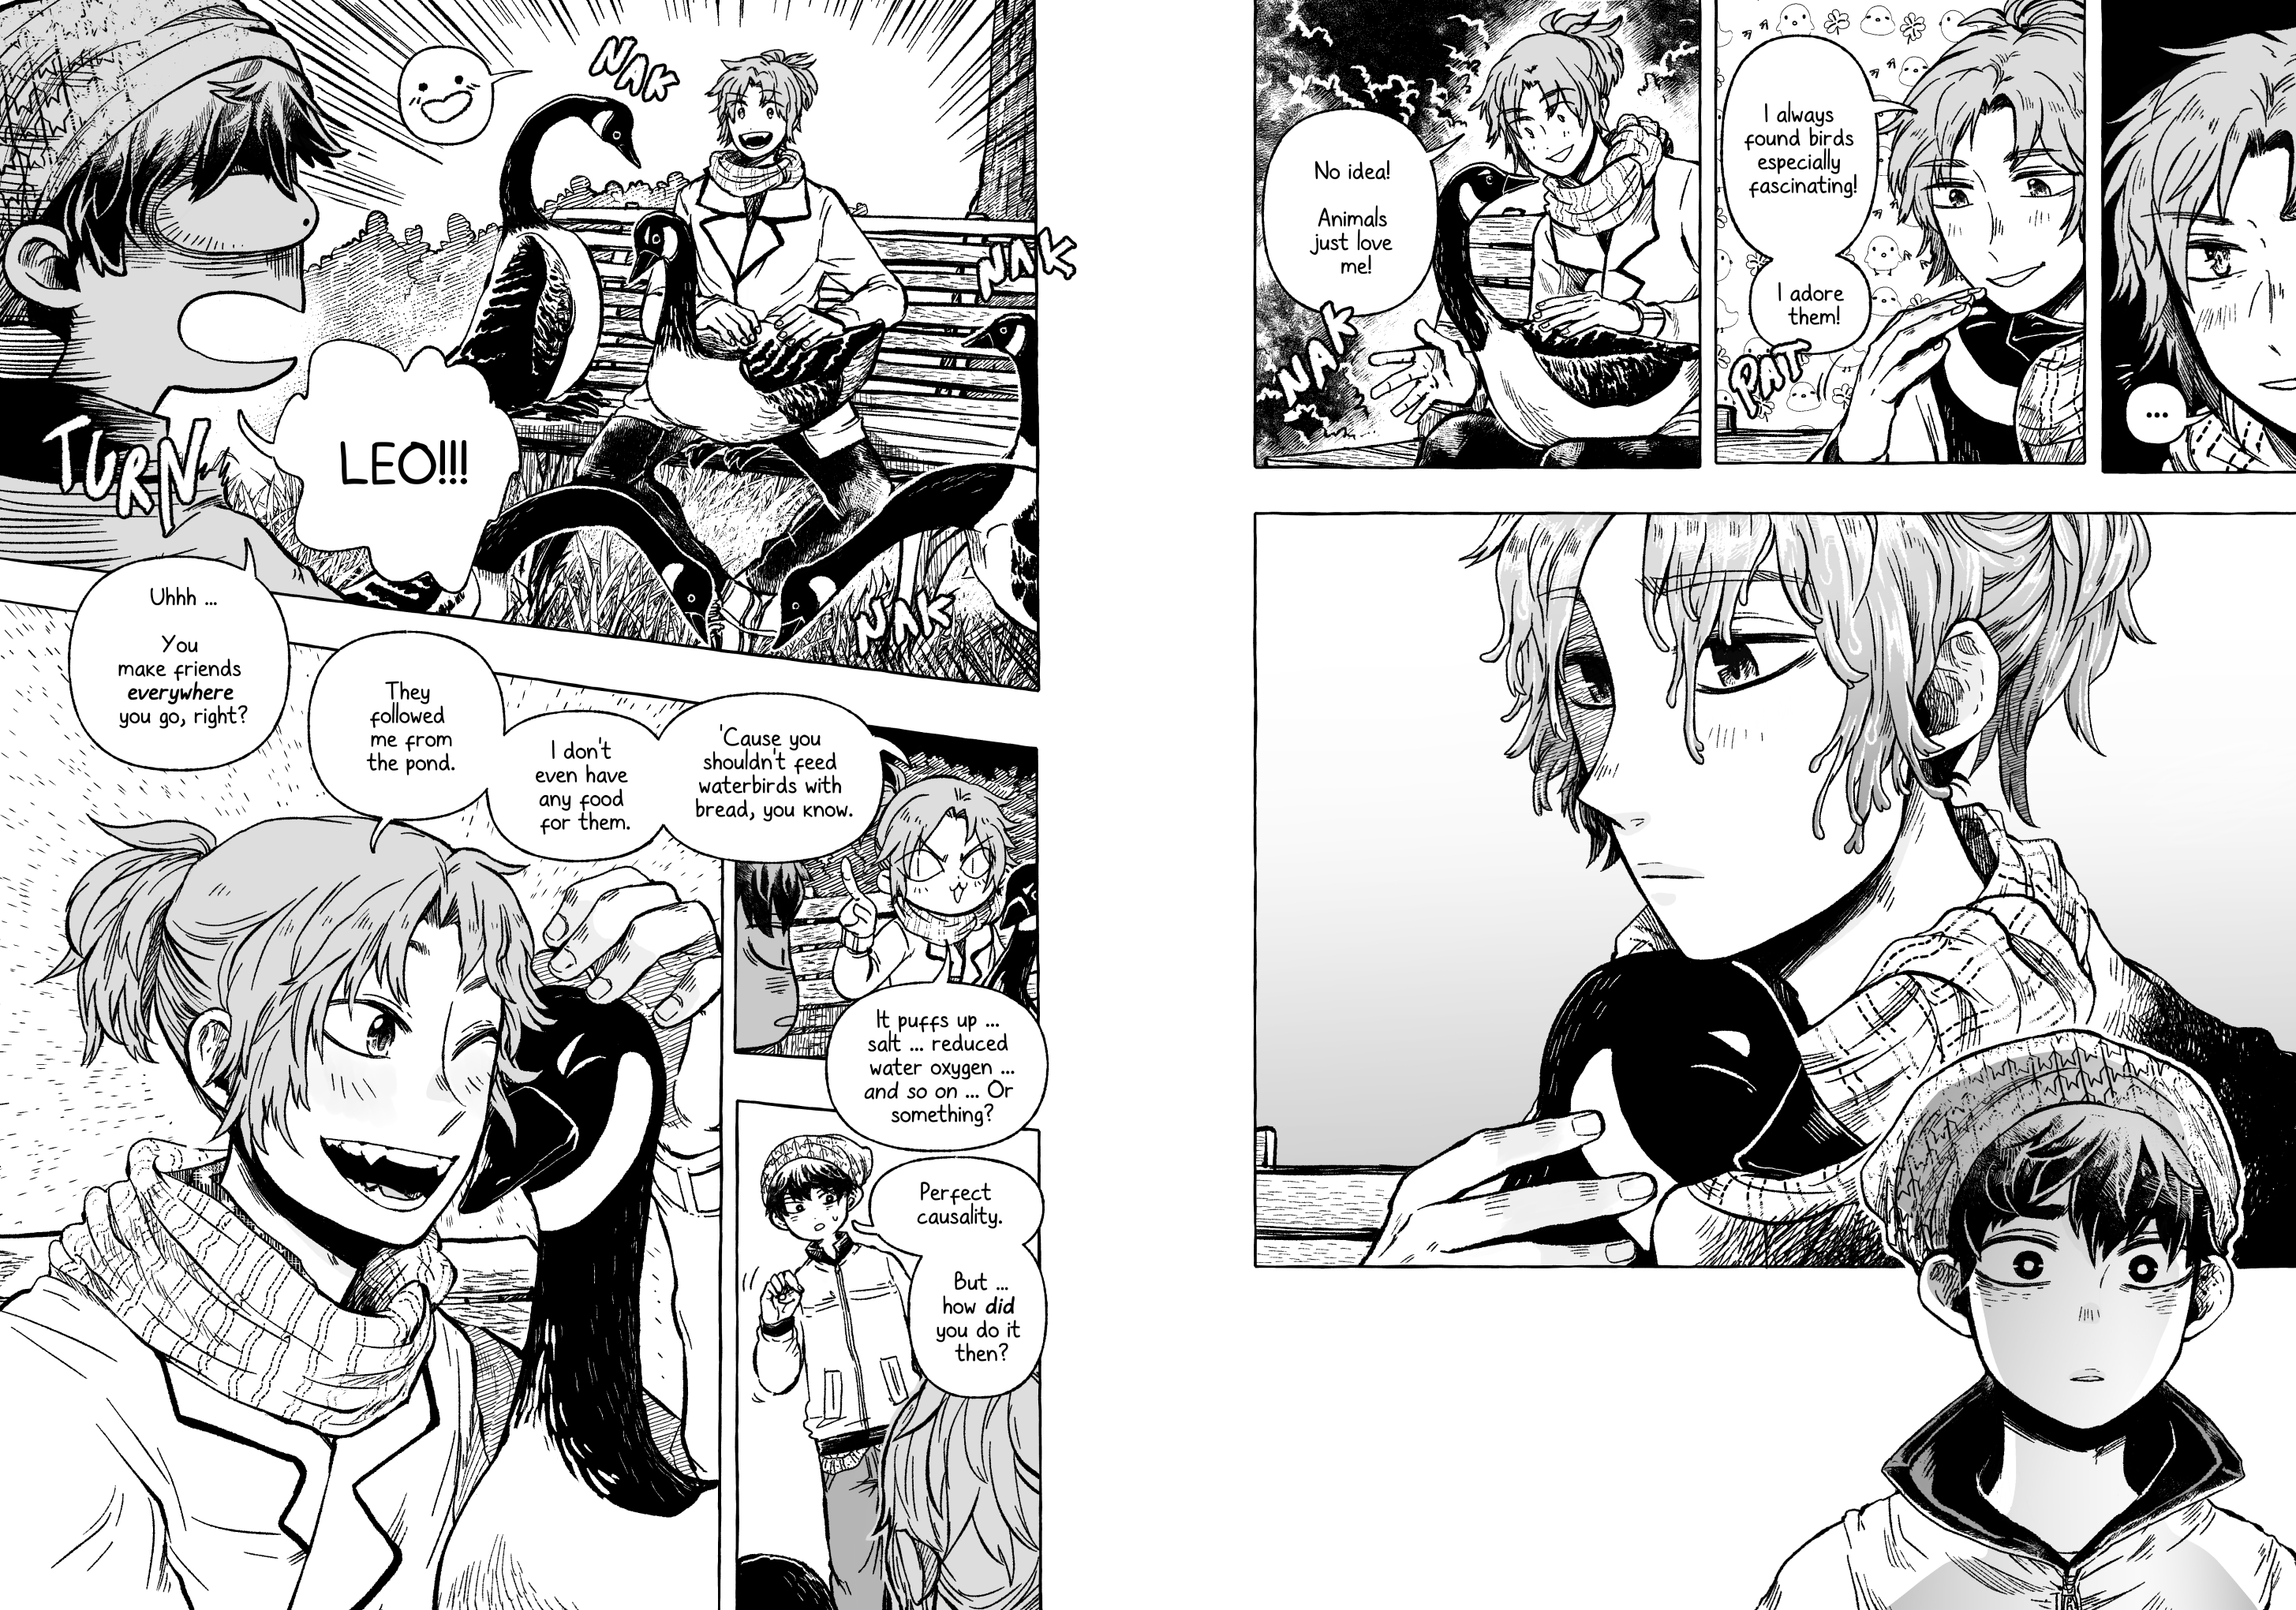 NAK
NAK
TURN
LEO!!!
NAK
Uhhh ...
You
make friends
everywhere
you go, right?
They
followed
me from
the pond.
I don't
even have
any food
for them.
'Cause you
shouldn't feed
waterbirds with
bread, you know.
It puffs up ...
salt ... reduced
water oxygen ...
and so on ... Or
something?
Perfect
causality.
But ...
how did
you do it
then?
No idea!
Animals
just love
me!
NAK
I always
found birds
especially
fascinating!
I adore
them!
PAT
...